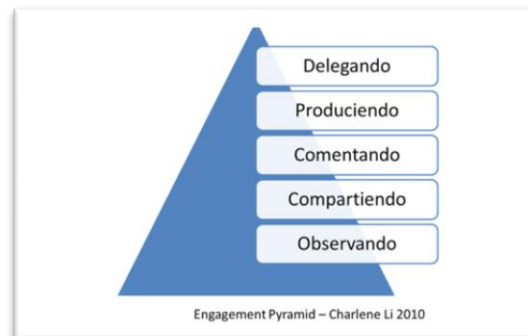 Delegando
Produciendo
Comentando
Compartiendo
Observando
Engagement Pyramid – Charlene Li 2010